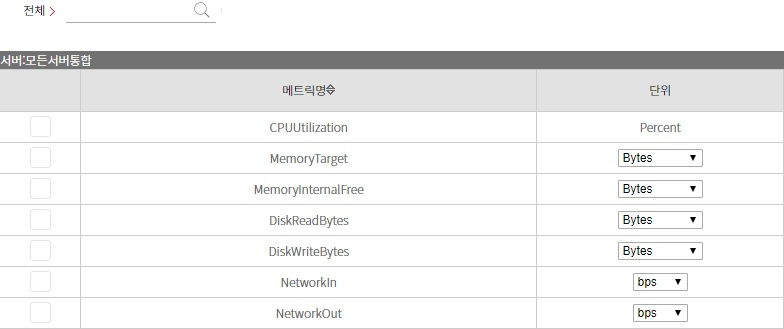 전체 >
서버:모든서버통합
메트릭명 단위
CPUUtilization Percent
MemoryTarget Bytes
MemoryInternalFree Bytes
DiskReadBytes Bytes
DiskWriteBytes Bytes
NetworkIn bps
NetworkOut bps